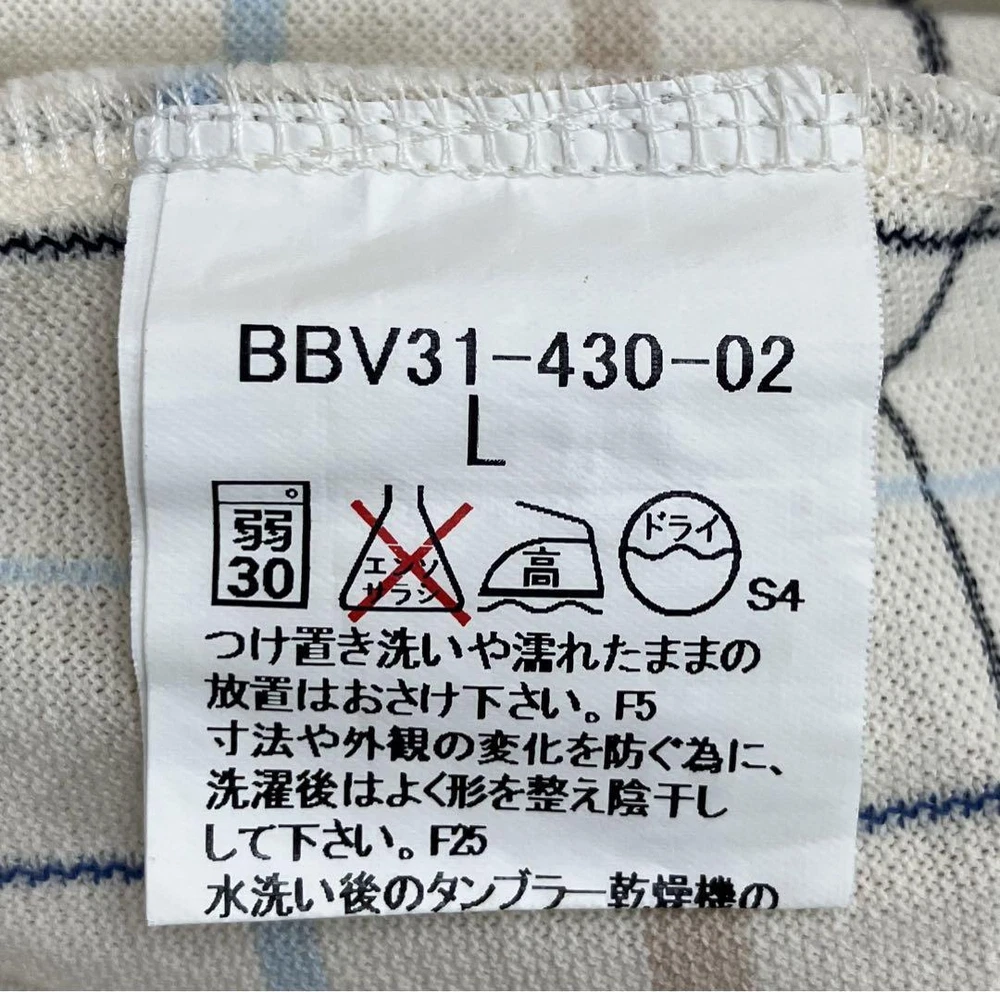 BBV31-430-02
L
弱
30
エンソ
サラシ
高
ドライ
S4
つけ置き洗いや濡れたままの
放置はおさけ下さい。F5
寸法や外観の変化を防ぐ為に、
洗濯後はよく形を整え陰干し
して下さい。F25
水洗い後のタンブラー乾燥機の